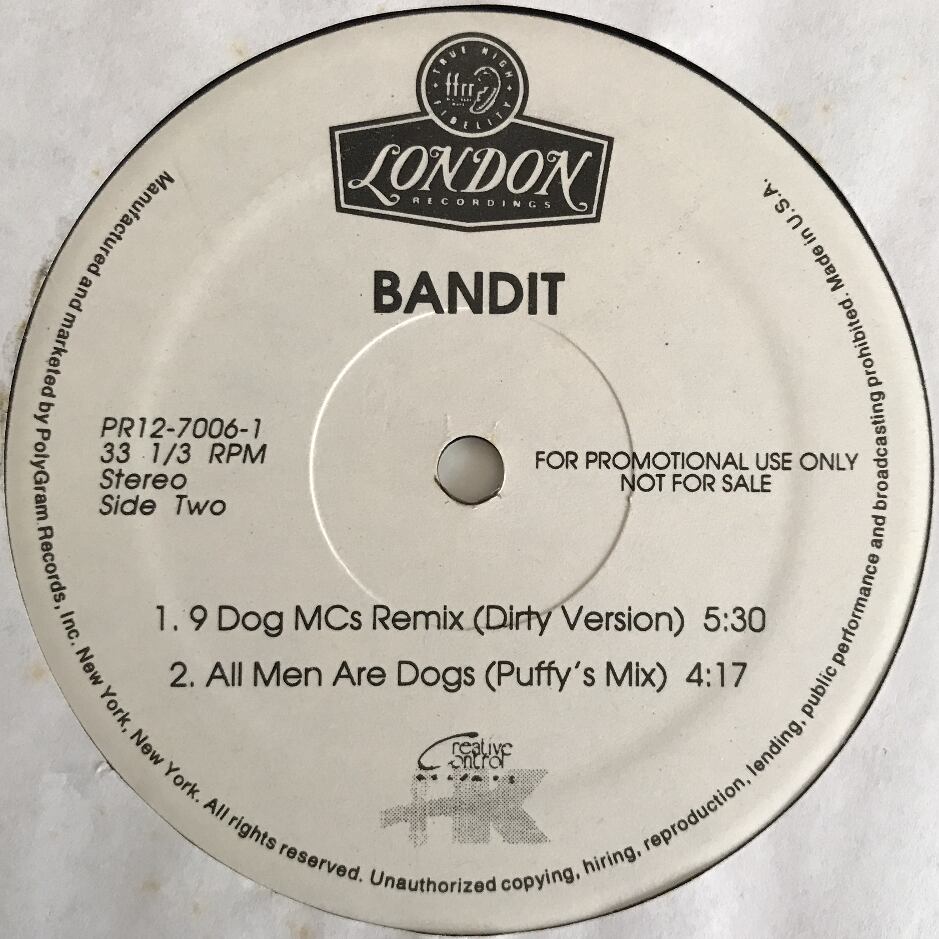 TRUE HIGH FIDELITY
ffrr
LONDON
RECORDINGS
BANDIT
PR12-7006-1
33 1/3 RPM
Stereo
Side Two
FOR PROMOTIONAL USE ONLY
NOT FOR SALE
1. 9 Dog MCs Remix (Dirty Version) 5:30
2. All Men Are Dogs (Puffy's Mix) 4:17
Creative
Control
HK
Manufactured and marketed by PolyGram Records, Inc. New York, New York. All rights reserved. Unauthorized copying, hiring, reproduction, lending, public performance and broadcasting prohibited. Made in U.S.A.